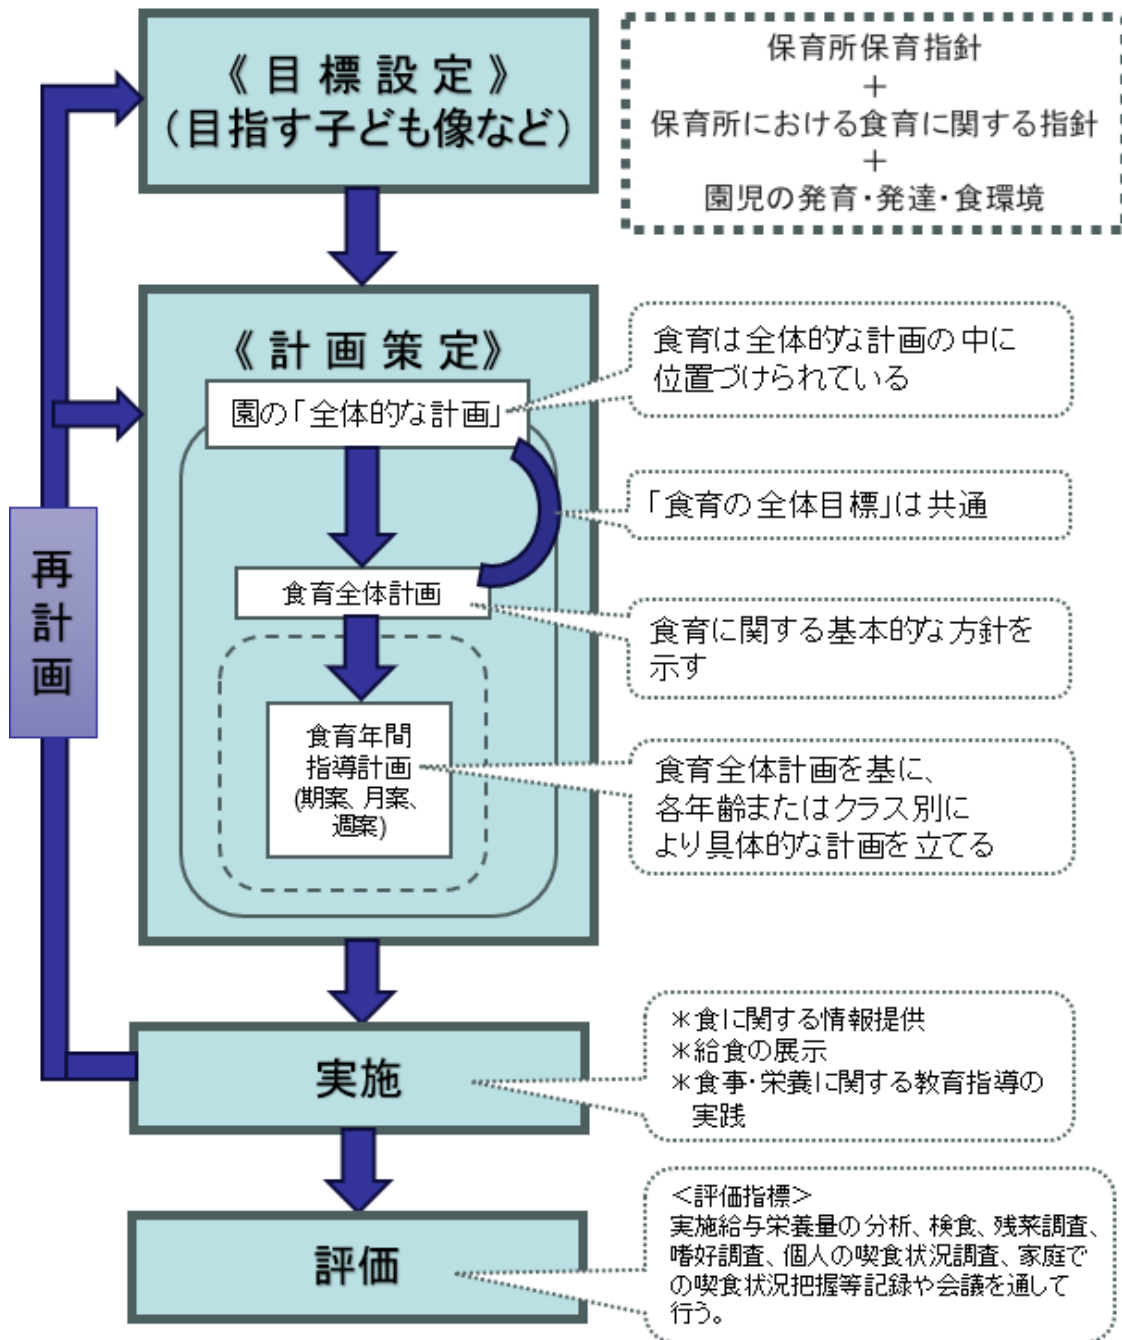 《目標設定》
（目指す子ども像など）
保育所保育指針
＋
保育所における食育に関する指針
＋
園児の発育・発達・食環境
《計画策定》
園の「全体的な計画」
食育は全体的な計画の中に
位置づけられている
「食育の全体目標」は共通
食育全体計画
食育に関する基本的な方針を
示す
食育年間
指導計画
(期案、月案、
週案)
食育全体計画を基に、
各年齢またはクラス別に
より具体的な計画を立てる
再計画
実施
＊食に関する情報提供
＊給食の展示
＊食事・栄養に関する教育指導の
実践
評価
＜評価指標＞
実施給与栄養量の分析、検食、残菜調査、
嗜好調査、個人の喫食状況調査、家庭で
の喫食状況把握等記録や会議を通して
行う。